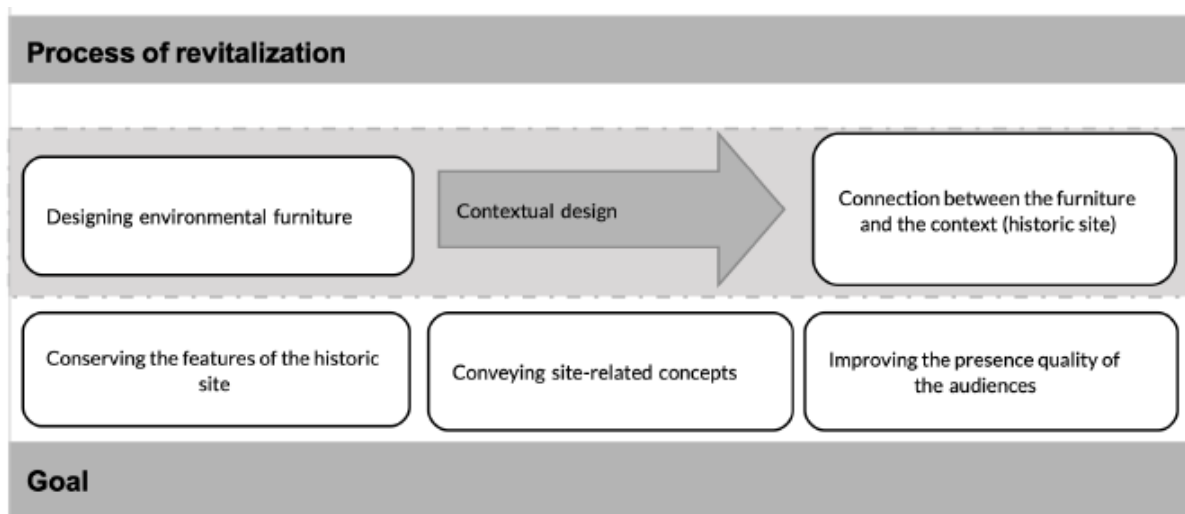 Process of revitalization
Designing environmental furniture
Contextual design
Connection between the furniture
and the context (historic site)
Conserving the features of the historic
site
Conveying site-related concepts
Improving the presence quality of
the audiences
Goal